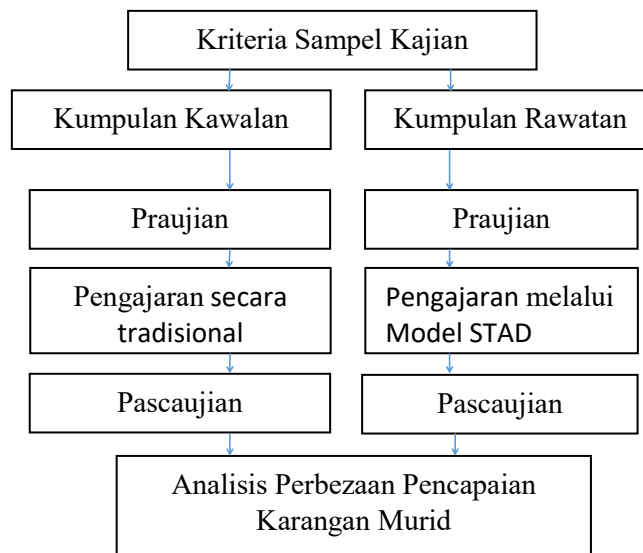 Kriteria Sampel Kajian
Kumpulan Kawalan
Kumpulan Rawatan
Praujian
Praujian
Pengajaran secara
tradisional
Pengajaran melalui
Model STAD
Pascaujian
Pascaujian
Analisis Perbezaan Pencapaian
Karangan Murid